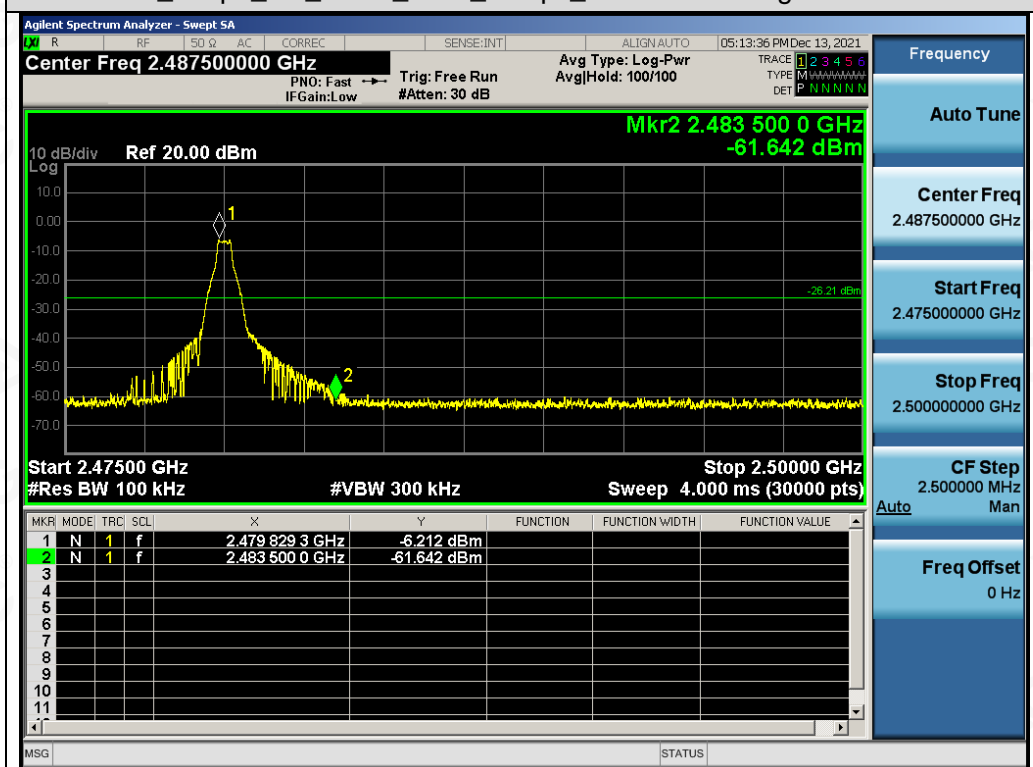 Agilent Spectrum Analyzer - Swept SA
LXI R RF 50 Ω AC CORREC SENSE:INT ALIGN AUTO 05:13:36 PM Dec 13, 2021
Center Freq 2.487500000 GHz
PNO: Fast
IFGain:Low
Trig: Free Run
#Atten: 30 dB
Avg Type: Log-Pwr
Avg|Hold: 100/100
TRACE 1 2 3 4 5 6
TYPE M WWWWW
DET P N N N N N
Mkr2 2.483 500 0 GHz
-61.642 dBm
10 dB/div Ref 20.00 dBm
Log
10.0
0.00
-10.0
-20.0
-30.0
-40.0
-50.0
-60.0
-70.0
1
2
-26.21 dBm
Start 2.47500 GHz Stop 2.50000 GHz
#Res BW 100 kHz #VBW 300 kHz Sweep 4.000 ms (30000 pts)
MKR MODE TRC SCL X Y FUNCTION FUNCTION WIDTH FUNCTION VALUE
1 N 1 f 2.479 829 3 GHz -6.212 dBm
2 N 1 f 2.483 500 0 GHz -61.642 dBm
3
4
5
6
7
8
9
10
11
MSG STATUS
Frequency
Auto Tune
Center Freq
2.487500000 GHz
Start Freq
2.475000000 GHz
Stop Freq
2.500000000 GHz
CF Step
2.500000 MHz
Auto Man
Freq Offset
0 Hz